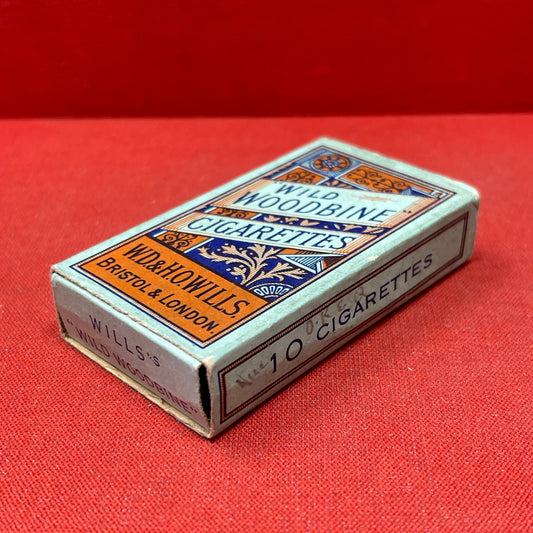 WILD
WOODBINE"
CIGARETTES
W.D.&H.O.WILLS,
BRISTOL & LONDON.
WILLS'S
"WILD WOODBINE"
10 CIGARETTES